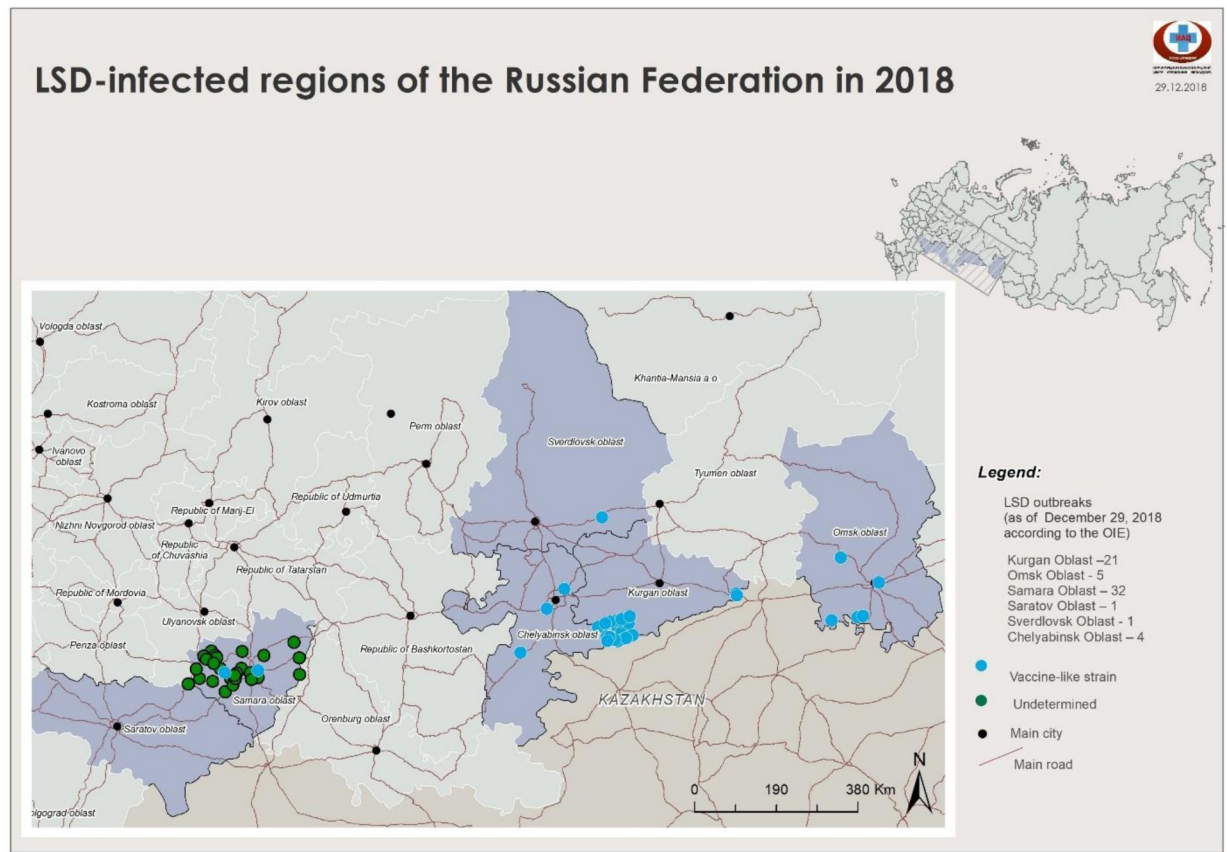 LSD-infected regions of the Russian Federation in 2018
ИАЦ
29.12.2018
Vologda oblast
Kostroma oblast
Kirov oblast
Ivanovo
oblast
Perm oblast
Khantia-Mansia a.o.
Sverdlovsk oblast
Tyumen oblast
Republic of Udmurtia
Republic of Marij-El
Nizhni Novgorod oblast
Republic
of Chuvashia
Republic of Tatarstan
Omsk oblast
Republic of Mordovia
Ulyanovsk oblast
Kurgan oblast
Chelyabinsk oblast
Penza oblast
Republic of Bashkortostan
Samara oblast
KAZAKHSTAN
Saratov oblast
Orenburg oblast
olgograd oblast
0 190 380 Km
N
Legend:
LSD outbreaks
(as of December 29, 2018
according to the OIE)
Kurgan Oblast –21
Omsk Oblast - 5
Samara Oblast – 32
Saratov Oblast – 1
Sverdlovsk Oblast - 1
Chelyabinsk Oblast – 4
Vaccine-like strain
Undetermined
Main city
Main road